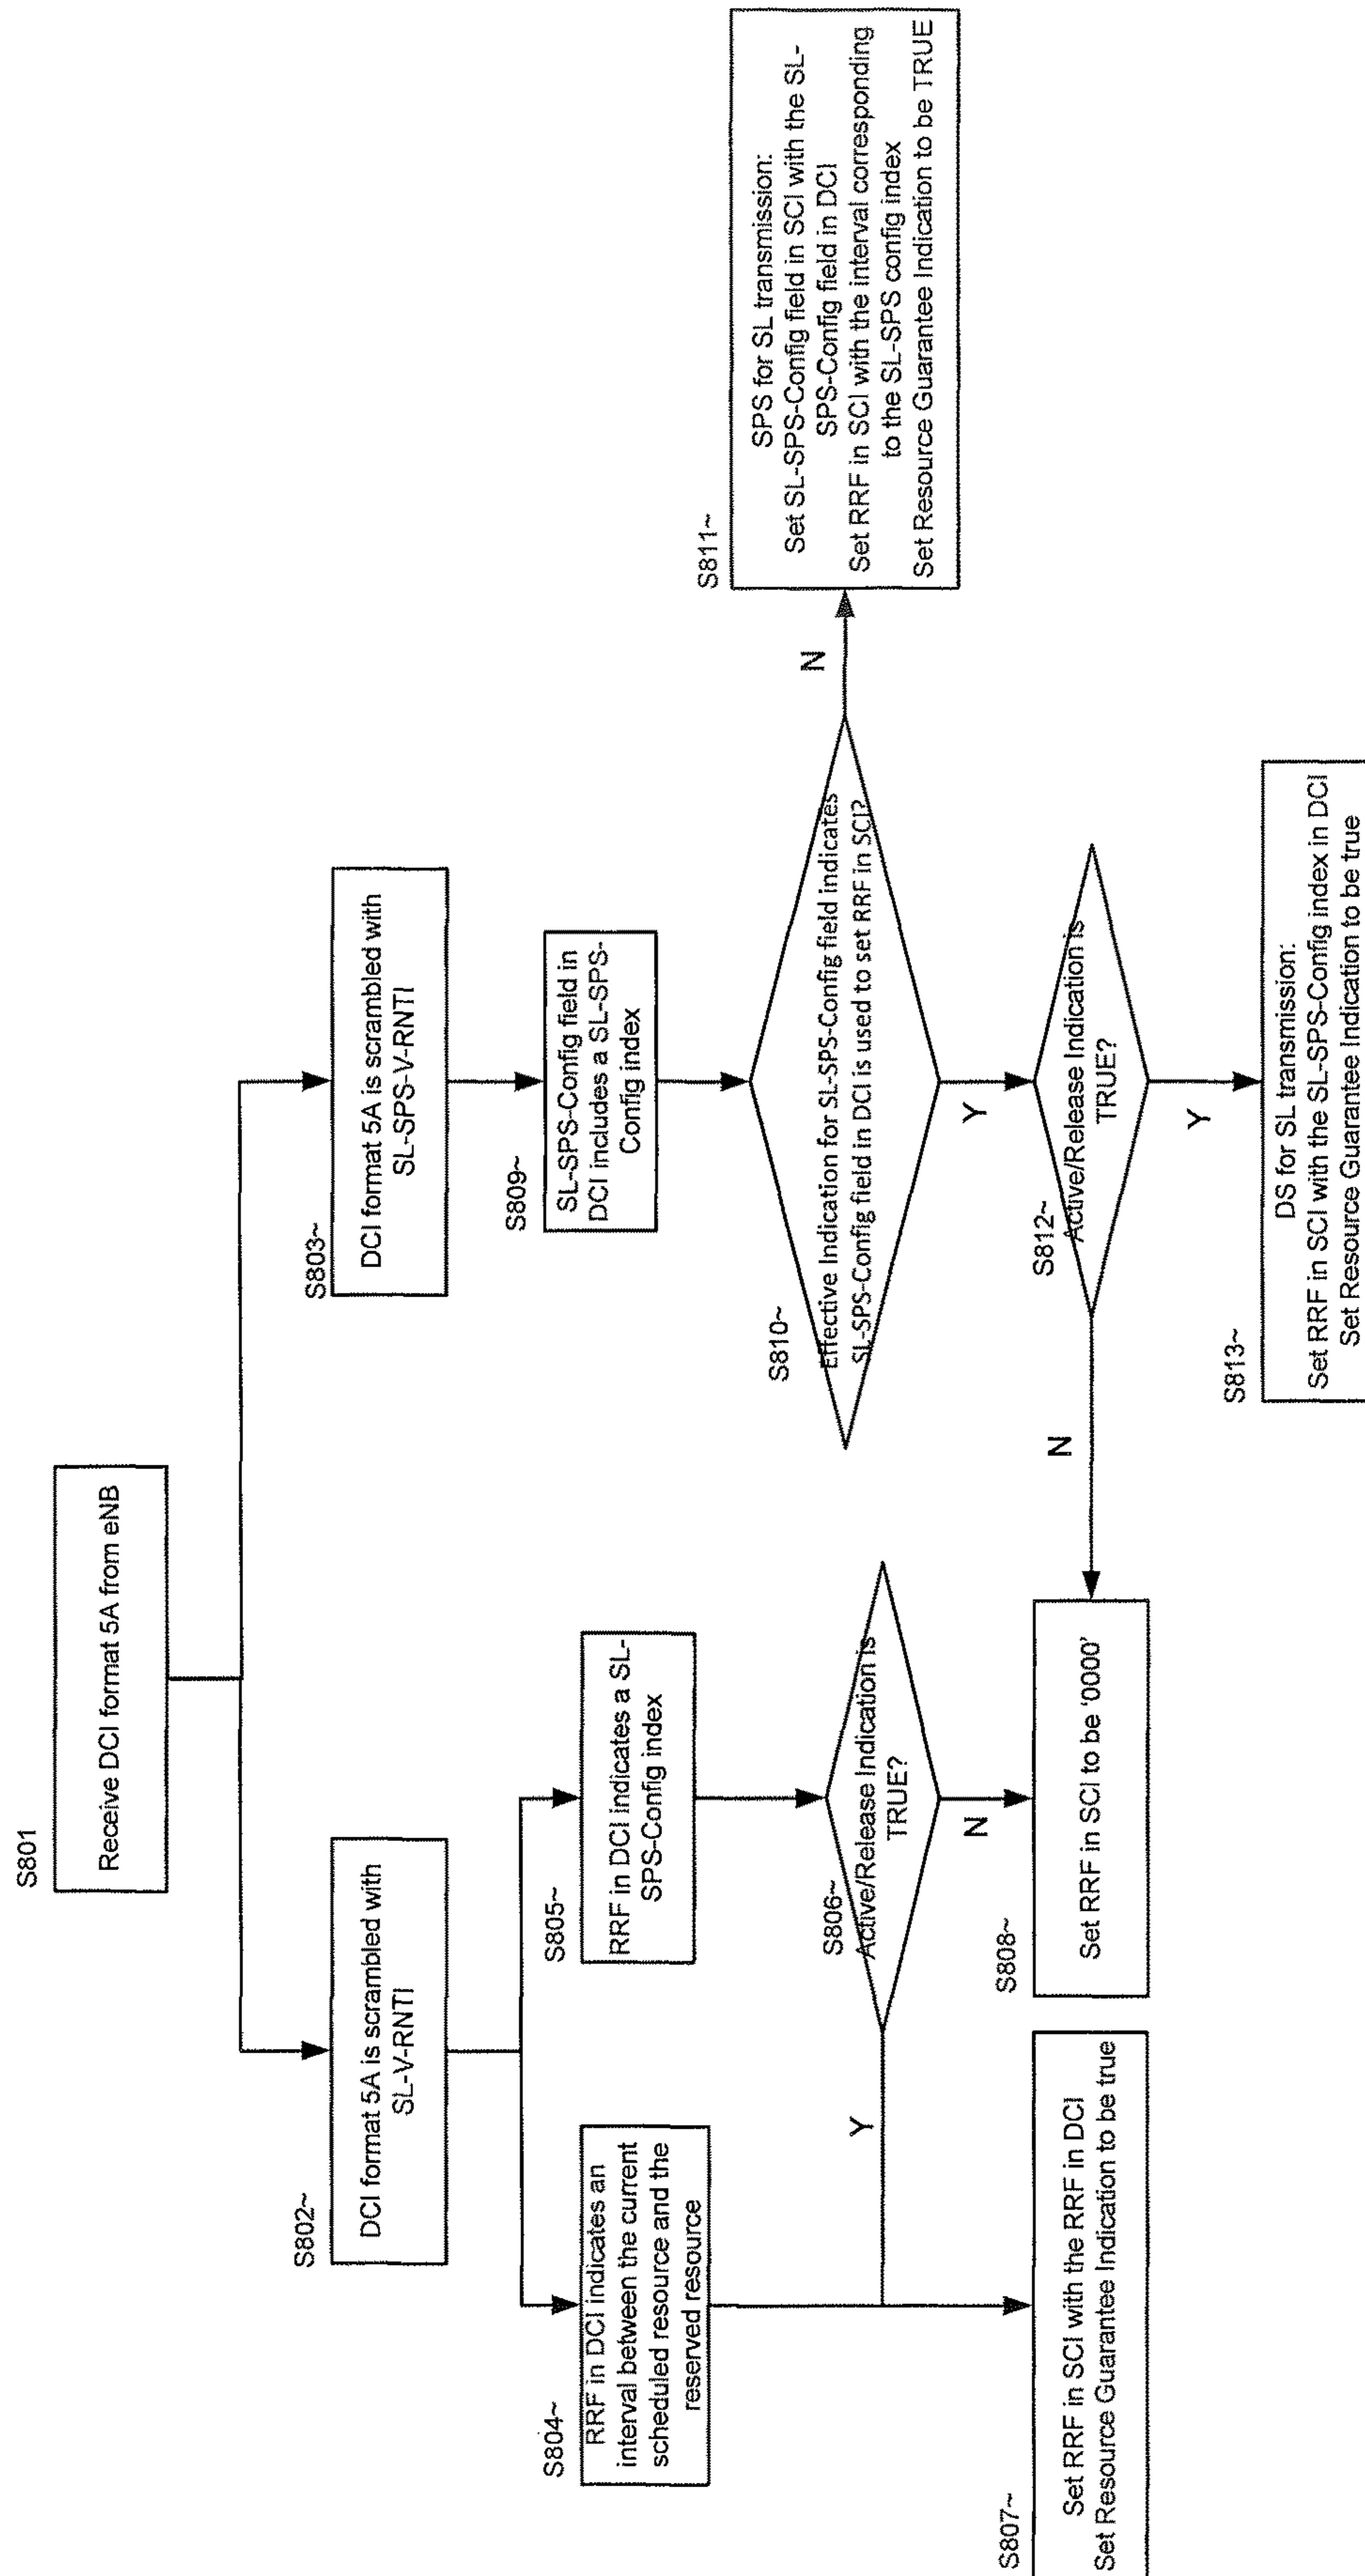 S801
Receive DCI format 5A from eNB
S802~
DCI format 5A is scrambled with
SL-V-RNTI
S803~
DCI format 5A is scrambled with
SL-SPS-V-RNTI
S804~
RRF in DCI indicates an
interval between the current
scheduled resource and the
reserved resource
S805~
RRF in DCI indicates a SL-
SPS-Config index
S809~
SL-SPS-Config field in
DCI includes a SL-SPS-
Config index
S806~
Active/Release Indication is
TRUE?
Y
N
S810~
Effective Indication for SL-SPS-Config field indicates
SL-SPS-Config field in DCI is used to set RRF in SCI?
N
Y
S811~
SPS for SL transmission:
Set SL-SPS-Config field in SCI with the SL-
SPS-Config field in DCI
Set RRF in SCI with the interval corresponding
to the SL-SPS config index
Set Resource Guarantee Indication to be TRUE
S807~
Set RRF in SCI with the RRF in DCI
Set Resource Guarantee Indication to be true
S808~
Set RRF in SCI to be '0000'
S812~
Active/Release Indication is
TRUE?
N
Y
S813~
DS for SL transmission:
Set RRF in SCI with the SL-SPS-Config index in DCI
Set Resource Guarantee Indication to be true